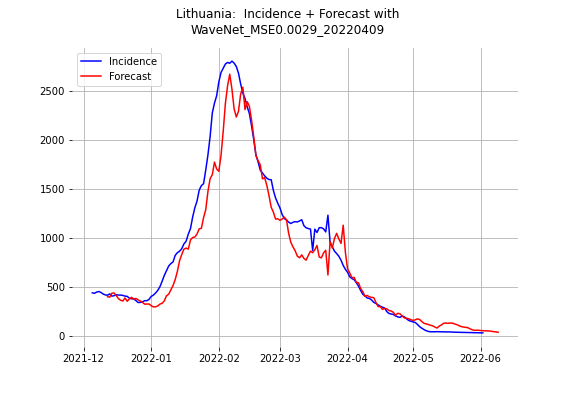 Lithuania:  Incidence + Forecast with
WaveNet_MSE0.0029_20220409
Incidence
Forecast
2500
2000
1500
1000
500
0
2021-12 2022-01 2022-02 2022-03 2022-04 2022-05 2022-06